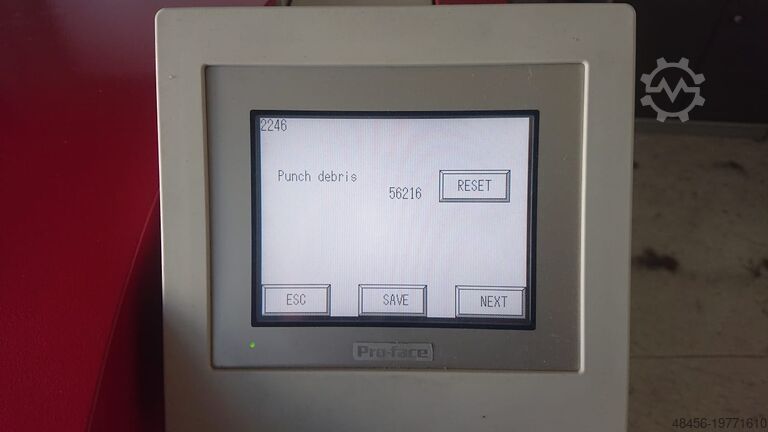 2246
Punch debris
56216
RESET
ESC
SAVE
NEXT
Pro-face
48456-19771610